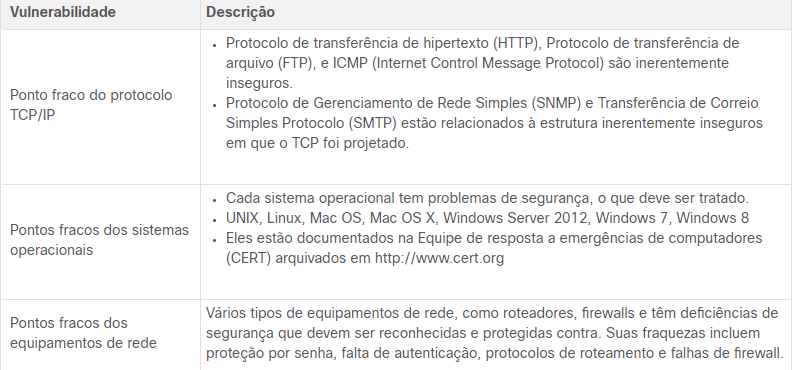 Vulnerabilidade
Descrição
Ponto fraco do protocolo
TCP/IP
• Protocolo de transferência de hipertexto (HTTP), Protocolo de transferência de
arquivo (FTP), e ICMP (Internet Control Message Protocol) são inerentemente
inseguros.
• Protocolo de Gerenciamento de Rede Simples (SNMP) e Transferência de Correio
Simples Protocolo (SMTP) estão relacionados à estrutura inerentemente inseguros
em que o TCP foi projetado.
Pontos fracos dos sistemas
operacionais
• Cada sistema operacional tem problemas de segurança, o que deve ser tratado.
• UNIX, Linux, Mac OS, Mac OS X, Windows Server 2012, Windows 7, Windows 8
• Eles estão documentados na Equipe de resposta a emergências de computadores
(CERT) arquivados em http://www.cert.org
Pontos fracos dos
equipamentos de rede
Vários tipos de equipamentos de rede, como roteadores, firewalls e têm deficiências de
segurança que devem ser reconhecidas e protegidas contra. Suas fraquezas incluem
proteção por senha, falta de autenticação, protocolos de roteamento e falhas de firewall.